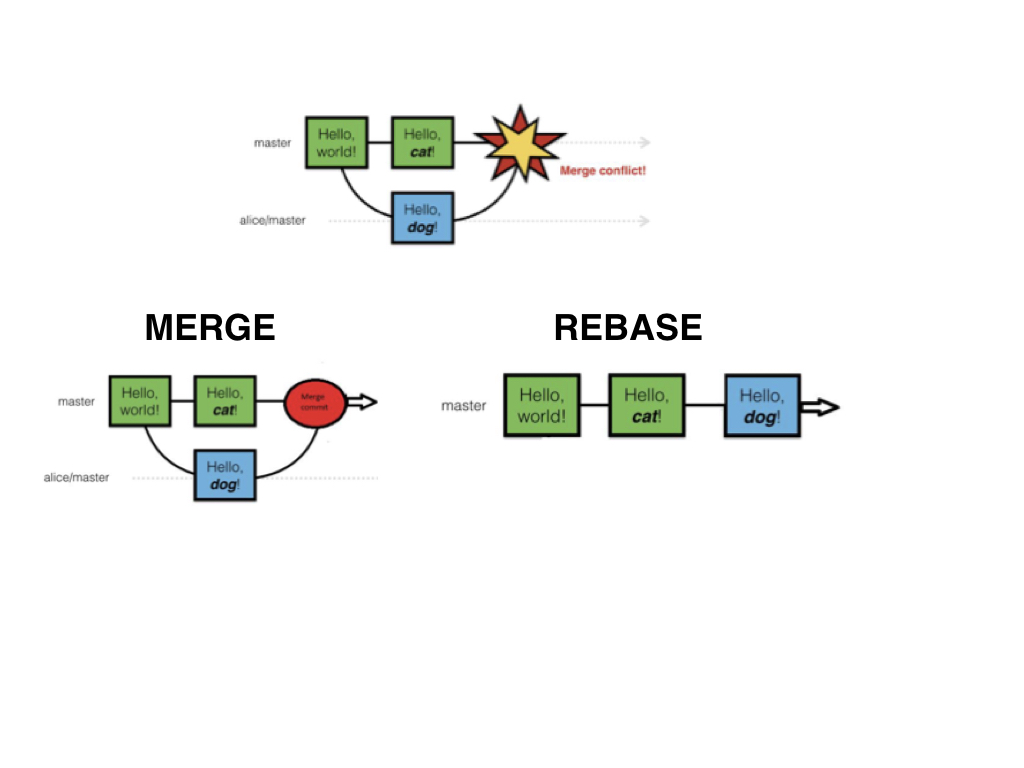 master
Hello,
world!
Hello,
cat!
Merge conflict!
alice/master
Hello,
dog!
MERGE
master
Hello,
world!
Hello,
cat!
Merge
commit
alice/master
Hello,
dog!
REBASE
master
Hello,
world!
Hello,
cat!
Hello,
dog!